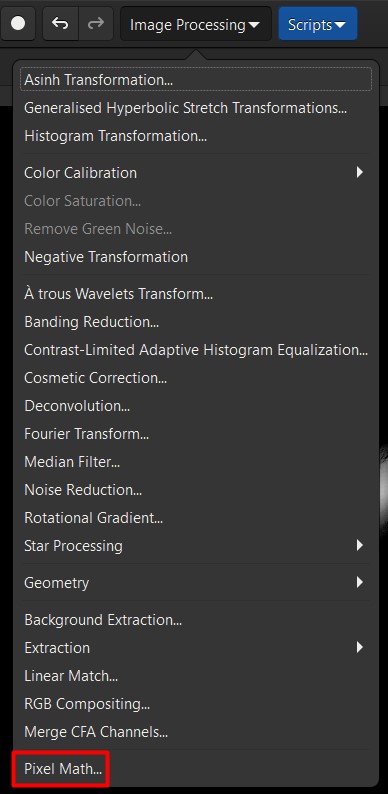 Image Processing Scripts
Asinh Transformation...
Generalised Hyperbolic Stretch Transformations...
Histogram Transformation...
Color Calibration
Color Saturation...
Remove Green Noise...
Negative Transformation
À trous Wavelets Transform...
Banding Reduction...
Contrast-Limited Adaptive Histogram Equalization...
Cosmetic Correction...
Deconvolution...
Fourier Transform...
Median Filter...
Noise Reduction...
Rotational Gradient...
Star Processing
Geometry
Background Extraction...
Extraction
Linear Match...
RGB Compositing...
Merge CFA Channels...
Pixel Math...